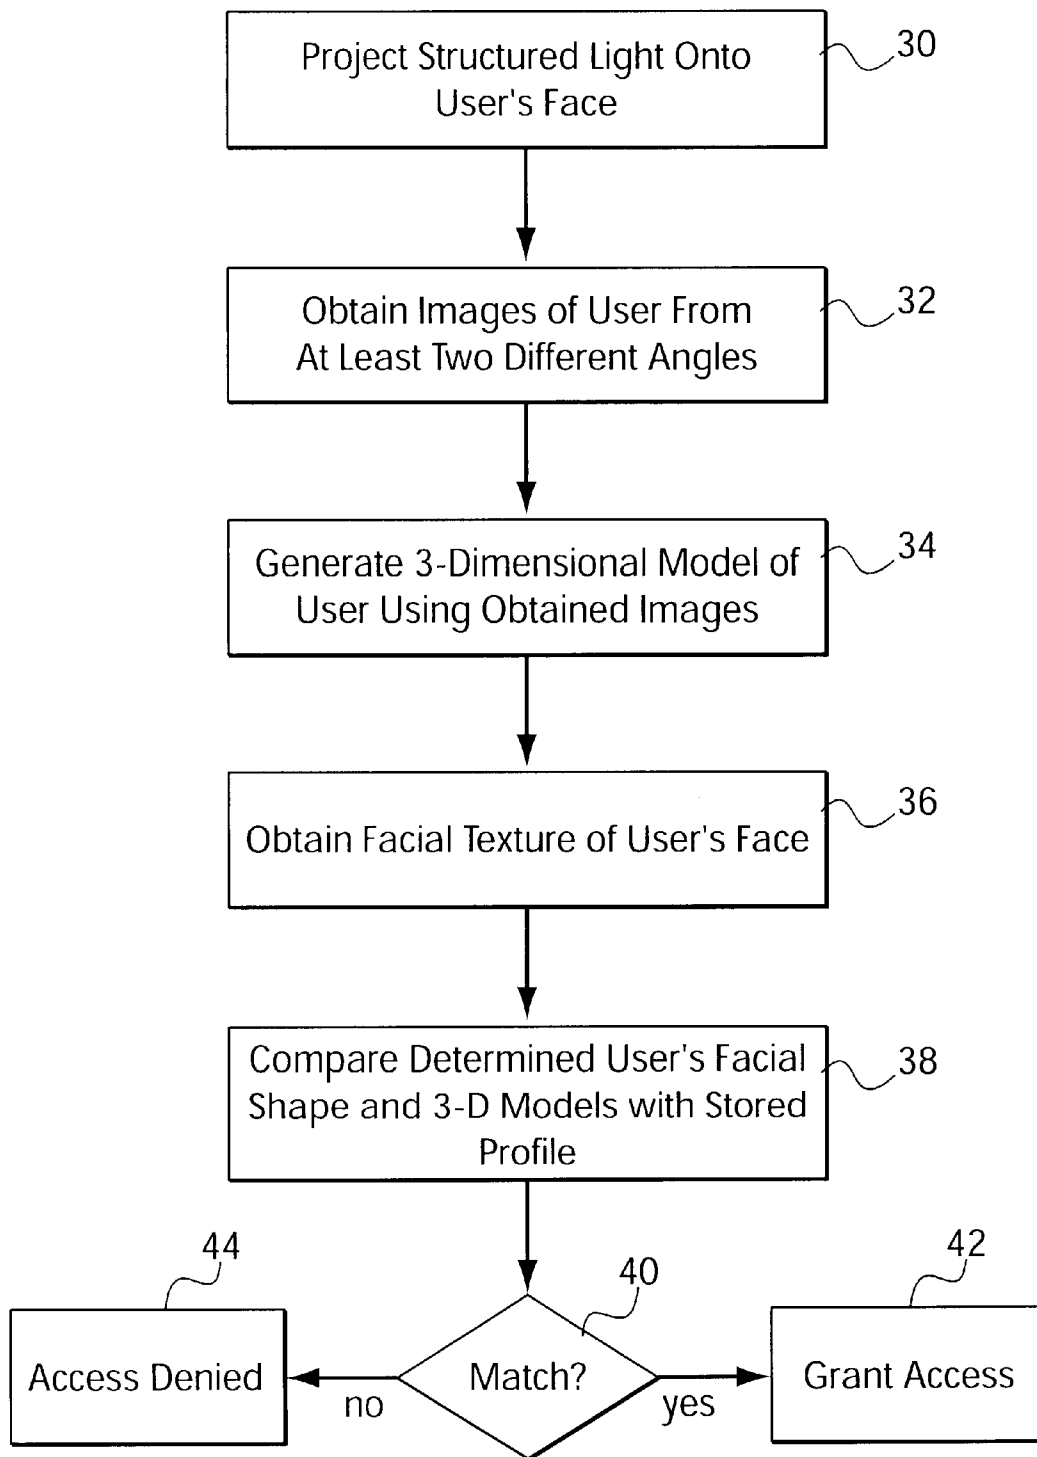 Project Structured Light Onto
User's Face
30
Obtain Images of User From
At Least Two Different Angles
32
Generate 3-Dimensional Model of
User Using Obtained Images
34
Obtain Facial Texture of User's Face
36
Compare Determined User's Facial
Shape and 3-D Models with Stored
Profile
38
44
40
42
Access Denied
no
Match?
yes
Grant Access